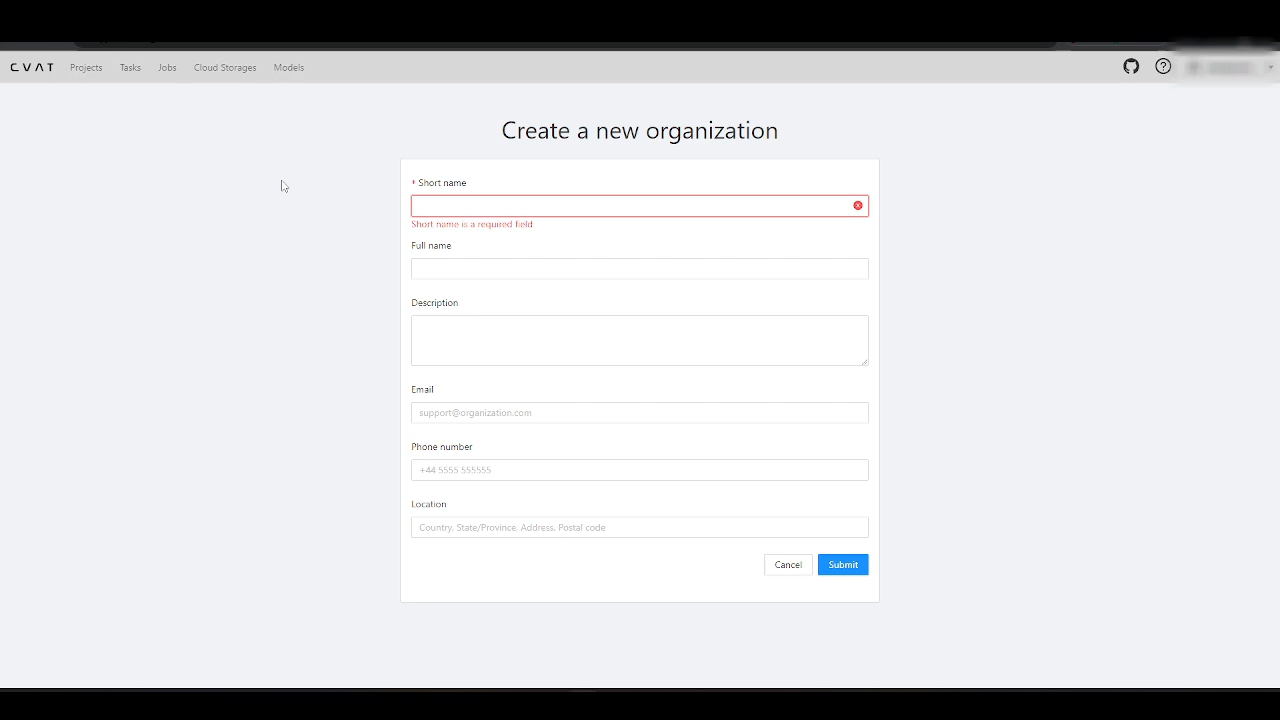 CVAT Projects Tasks Jobs Cloud Storages Models
Create a new organization
* Short name
Short name is a required field
Full name
Description
Email
support@organization.com
Phone number
+44 5555 555555
Location
Country, State/Province, Address, Postal code
Cancel Submit